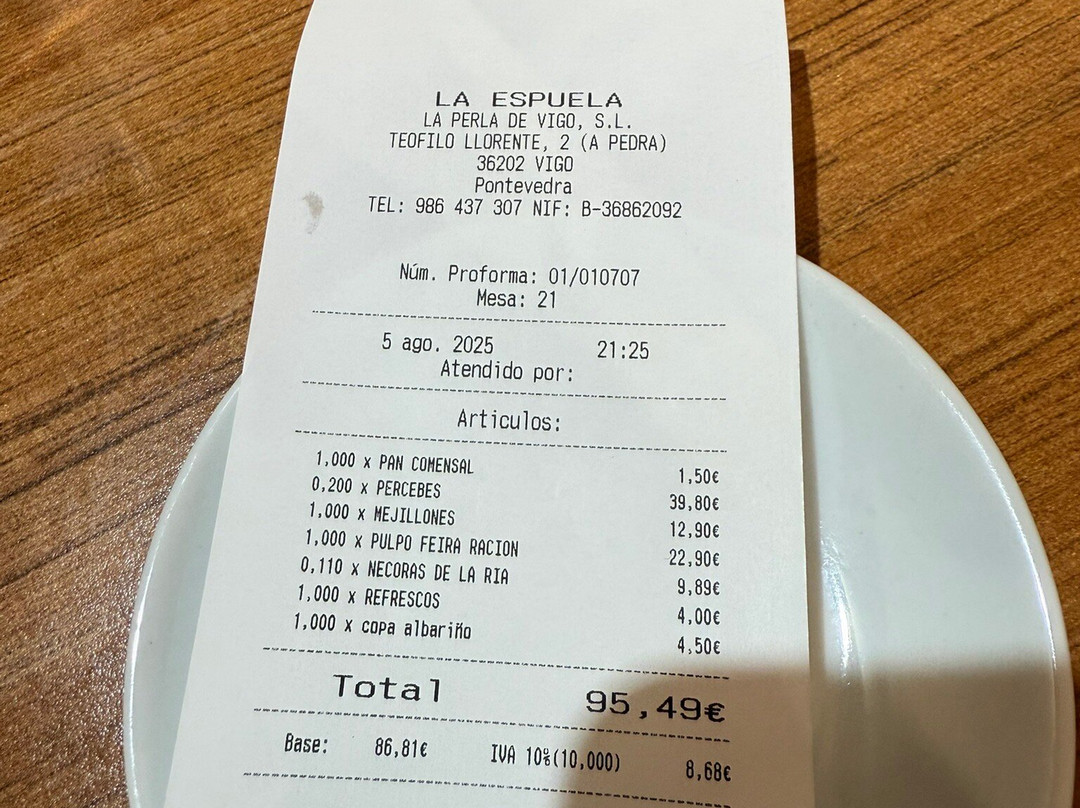 LA ESPUELA
LA PERLA DE VIGO, S.L.
TEOFILO LLORENTE, 2 (A PEDRA)
36202 VIGO
Pontevedra
TEL: 986 437 307 NIF: B-36862092
Núm. Proforma: 01/010707
Mesa: 21
5 ago. 2025 21:25
Atendido por:
Articulos:
1,000 x PAN COMENSAL 1,50€
0,200 x PERCEBES 39,80€
1,000 x MEJILLONES 12,90€
1,000 x PULPO FEIRA RACION 22,90€
0,110 x NECORAS DE LA RIA 9,89€
1,000 x REFRESCOS 4,00€
1,000 x copa albariño 4,50€
Total 95,49€
Base: 86,81€ IVA 10%(10,000) 8,68€